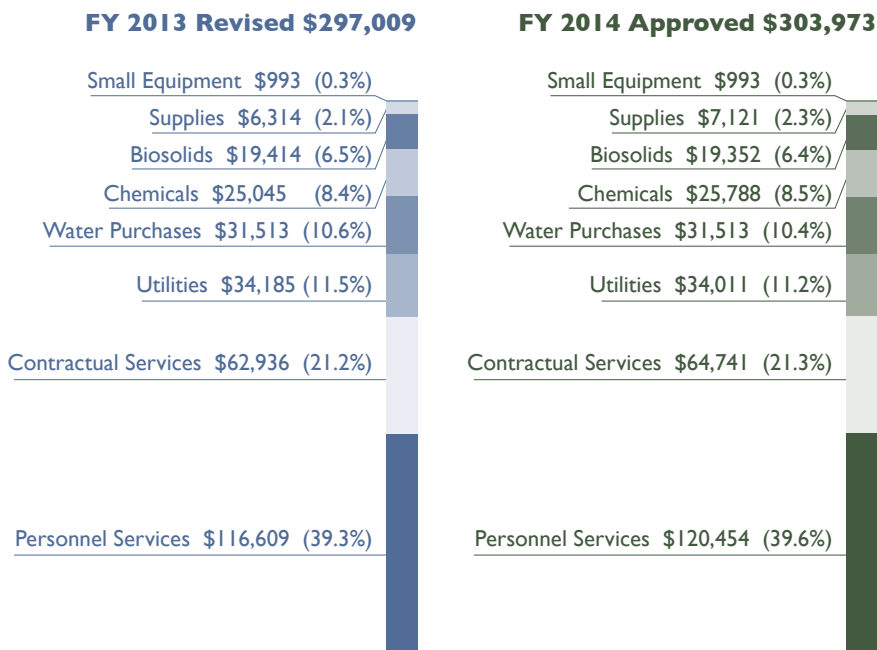 FY 2013 Revised $297,009
Small Equipment $993 (0.3%)
Supplies $6,314 (2.1%)
Biosolids $19,414 (6.5%)
Chemicals $25,045 (8.4%)
Water Purchases $31,513 (10.6%)
Utilities $34,185 (11.5%)
Contractual Services $62,936 (21.2%)
Personnel Services $116,609 (39.3%)
FY 2014 Approved $303,973
Small Equipment $993 (0.3%)
Supplies $7,121 (2.3%)
Biosolids $19,352 (6.4%)
Chemicals $25,788 (8.5%)
Water Purchases $31,513 (10.4%)
Utilities $34,011 (11.2%)
Contractual Services $64,741 (21.3%)
Personnel Services $120,454 (39.6%)